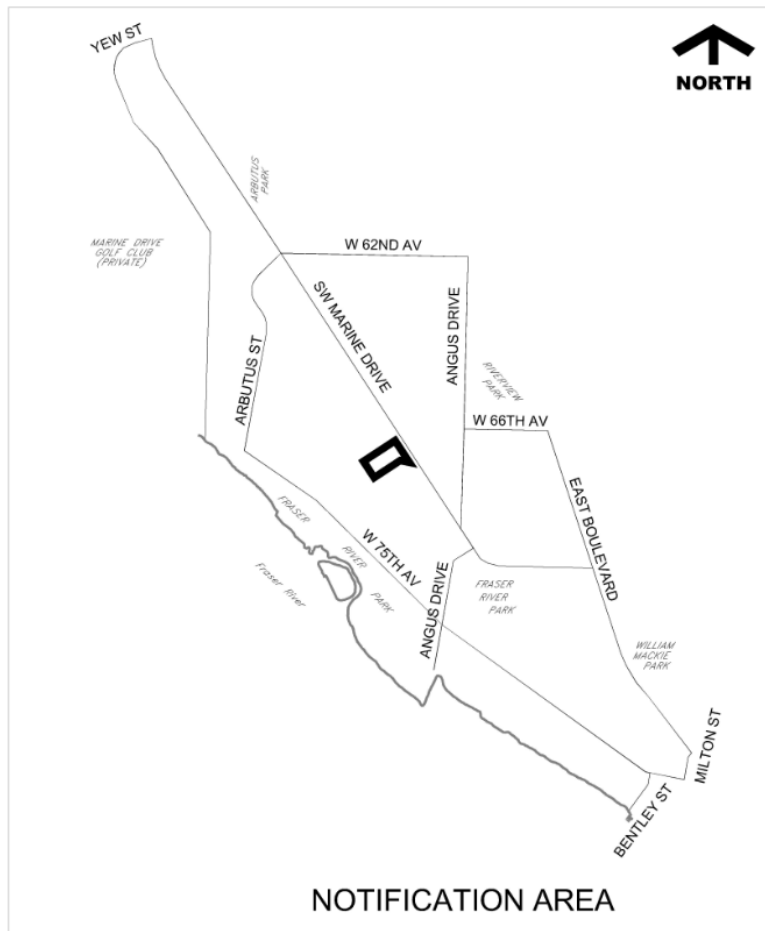 YEW ST
NORTH
ARBUTUS
PARK
MARINE DRIVE
GOLF CLUB
(PRIVATE)
W 62ND AV
SW MARINE DRIVE
ANGUS DRIVE
ARBUTUS ST
RIVERVIEW
PARK
W 66TH AV
EAST BOULEVARD
FRASER
RIVER
PARK
Fraser River
W 75TH AV
ANGUS DRIVE
FRASER
RIVER
PARK
WILLIAM
MACKIE
PARK
MILTON ST
BENTLEY ST
NOTIFICATION AREA